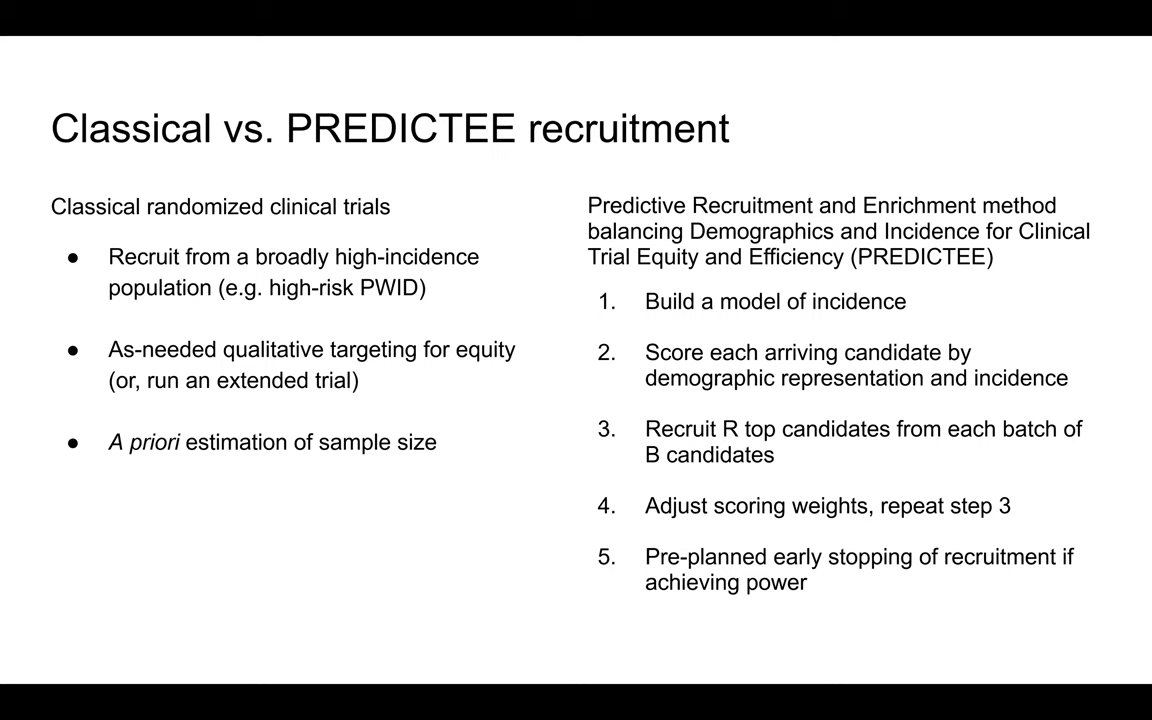 Classical vs. PREDICTEE recruitment
Classical randomized clinical trials
● Recruit from a broadly high-incidence
population (e.g. high-risk PWID)
● As-needed qualitative targeting for equity
(or, run an extended trial)
● A priori estimation of sample size
Predictive Recruitment and Enrichment method
balancing Demographics and Incidence for Clinical
Trial Equity and Efficiency (PREDICTEE)
1. Build a model of incidence
2. Score each arriving candidate by
demographic representation and incidence
3. Recruit R top candidates from each batch of
B candidates
4. Adjust scoring weights, repeat step 3
5. Pre-planned early stopping of recruitment if
achieving power